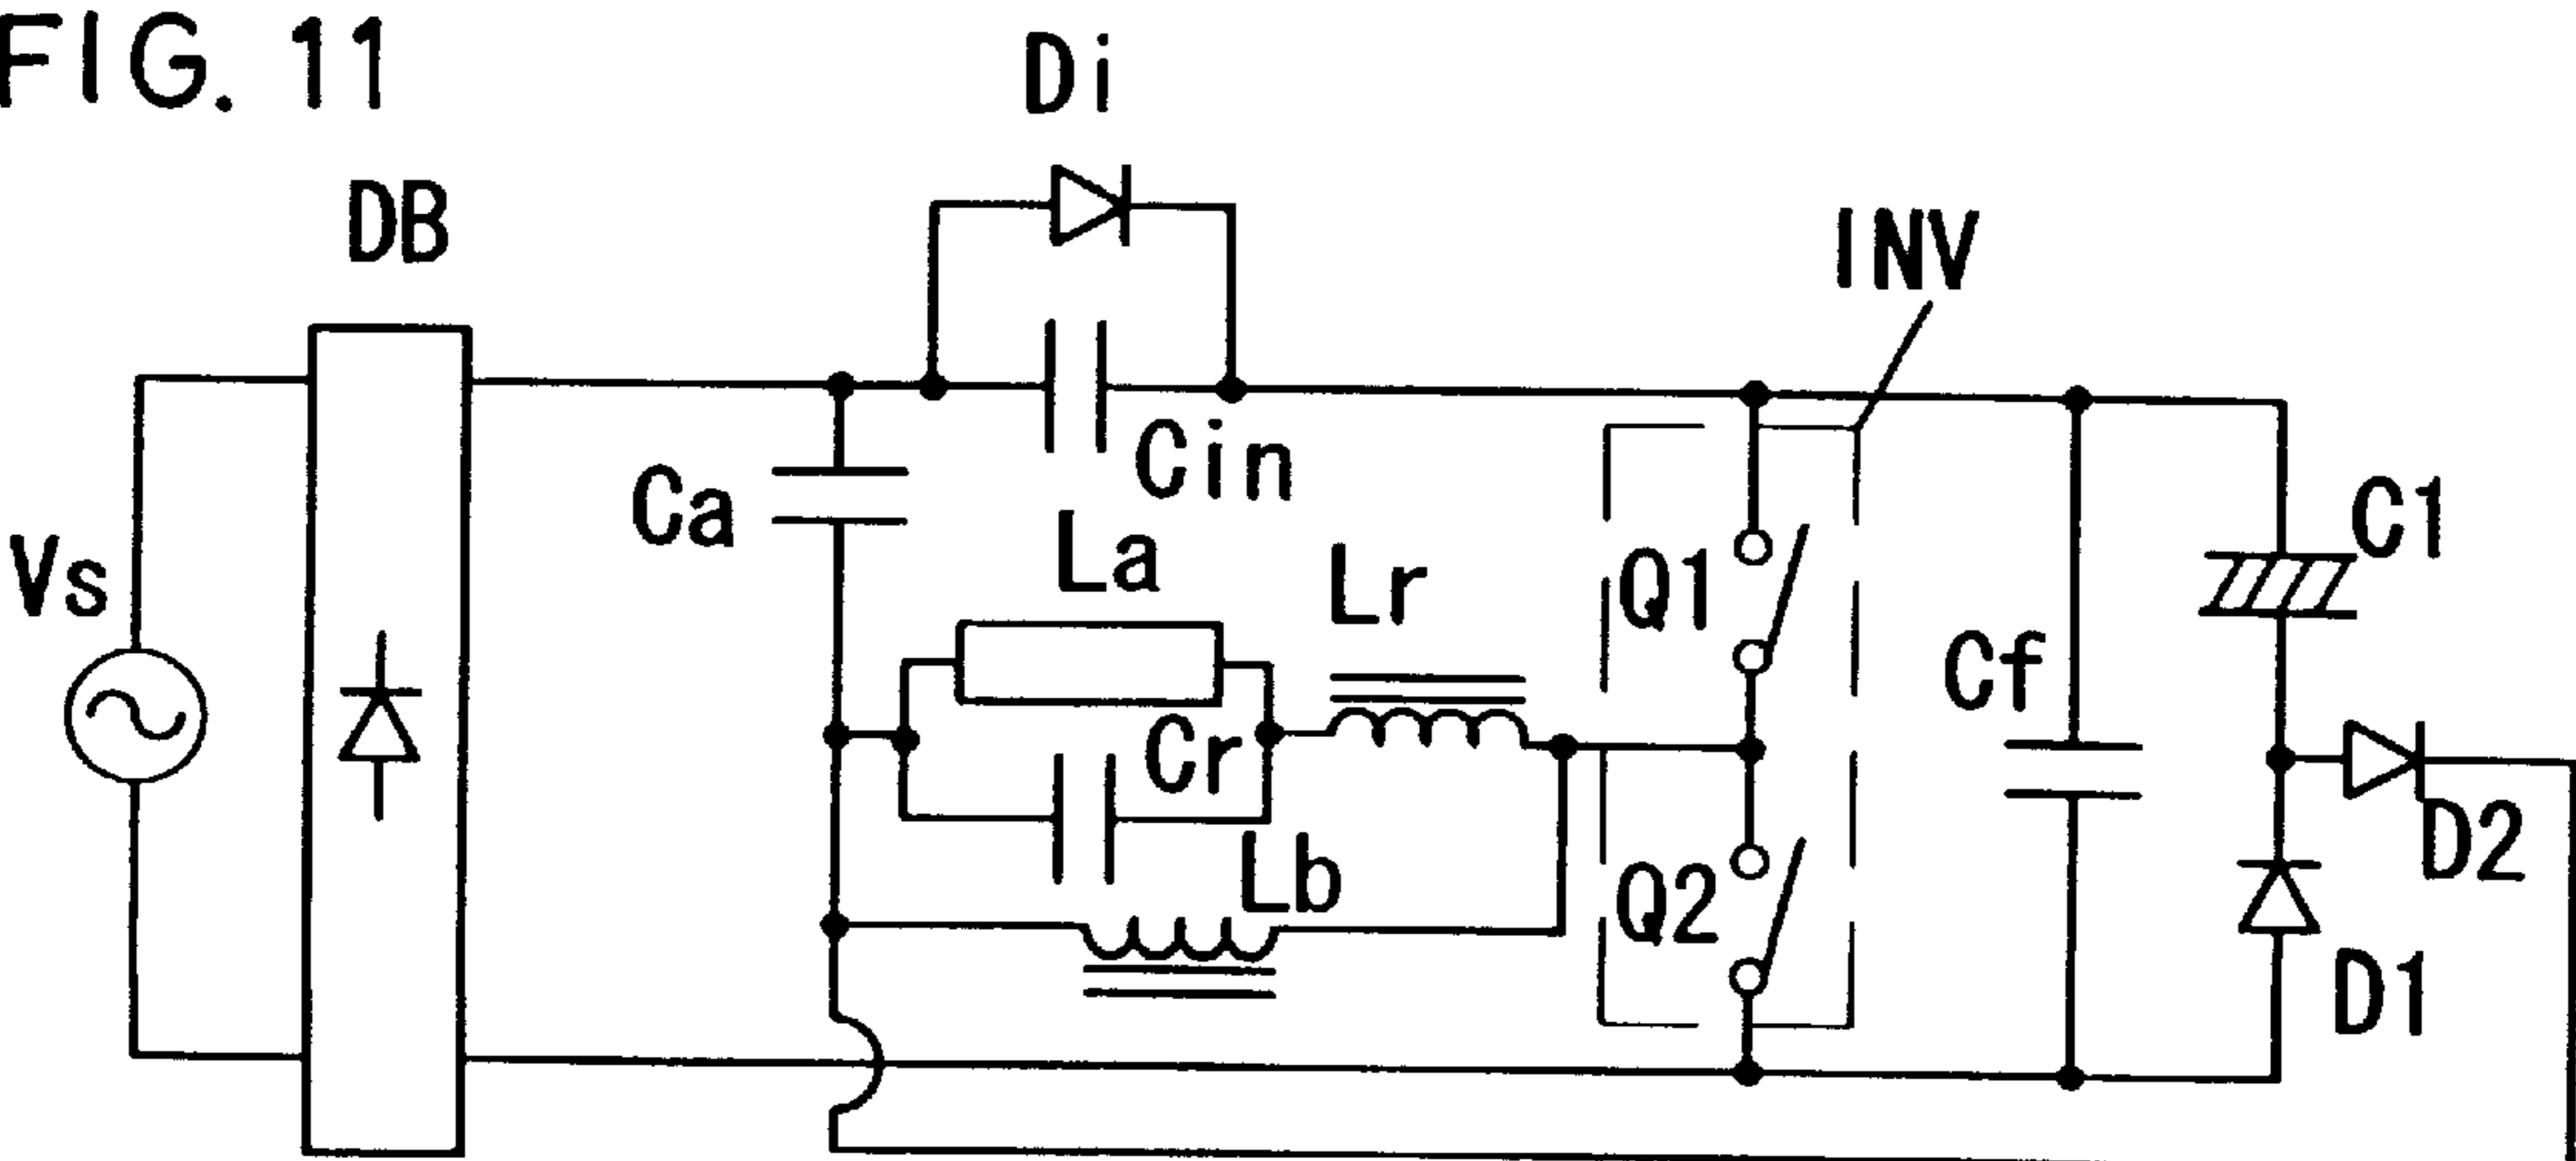 FIG. 11
Di
DB
INV
Cin
Ca
C1
Vs
La
Lr
Q1
Cf
Cr
D2
Lb
Q2
D1